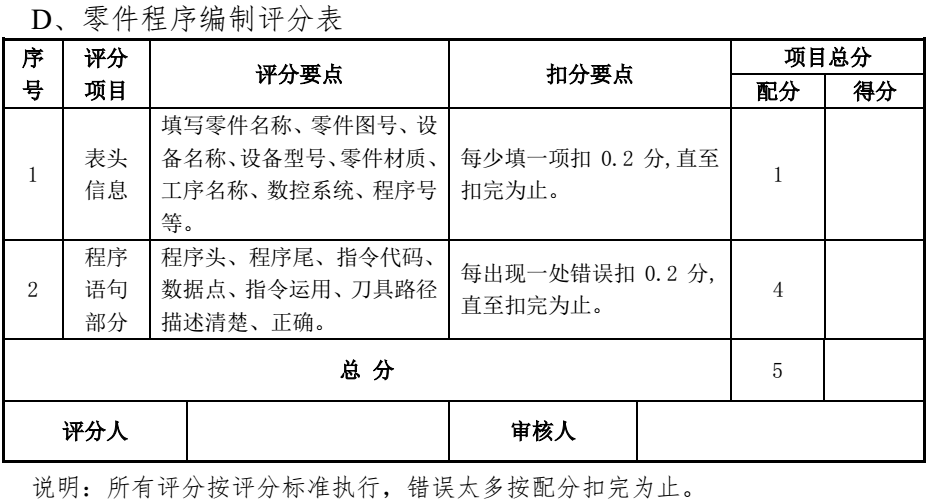 D、零件程序编制评分表
序号 评分项目 评分要点 扣分要点 项目总分
配分 得分
1 表头信息 填写零件名称、零件图号、设备名称、设备型号、零件材质、工序名称、数控系统、程序号等。 每少填一项扣 0.2 分,直至扣完为止。 1
2 程序语句部分 程序头、程序尾、指令代码、数据点、指令运用、刀具路径描述清楚、正确。 每出现一处错误扣 0.2 分,直至扣完为止。 4
总 分 5
评分人 审核人
说明：所有评分按评分标准执行，错误太多按配分扣完为止。